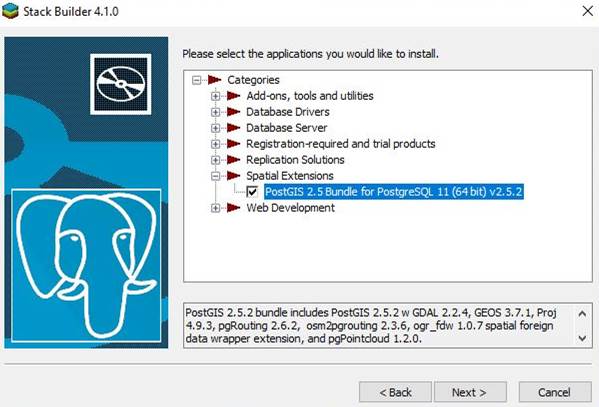 Stack Builder 4.1.0
Please select the applications you would like to install.
Categories
Add-ons, tools and utilities
Database Drivers
Database Server
Registration-required and trial products
Replication Solutions
Spatial Extensions
PostGIS 2.5 Bundle for PostgreSQL 11 (64 bit) v2.5.2
Web Development
PostGIS 2.5.2 bundle includes PostGIS 2.5.2 w GDAL 2.2.4, GEOS 3.7.1, Proj
4.9.3, pgRouting 2.6.2, osm2pgrouting 2.3.6, ogr_fdw 1.0.7 spatial foreign
data wrapper extension, and pgPointcloud 1.2.0.
< Back Next > Cancel